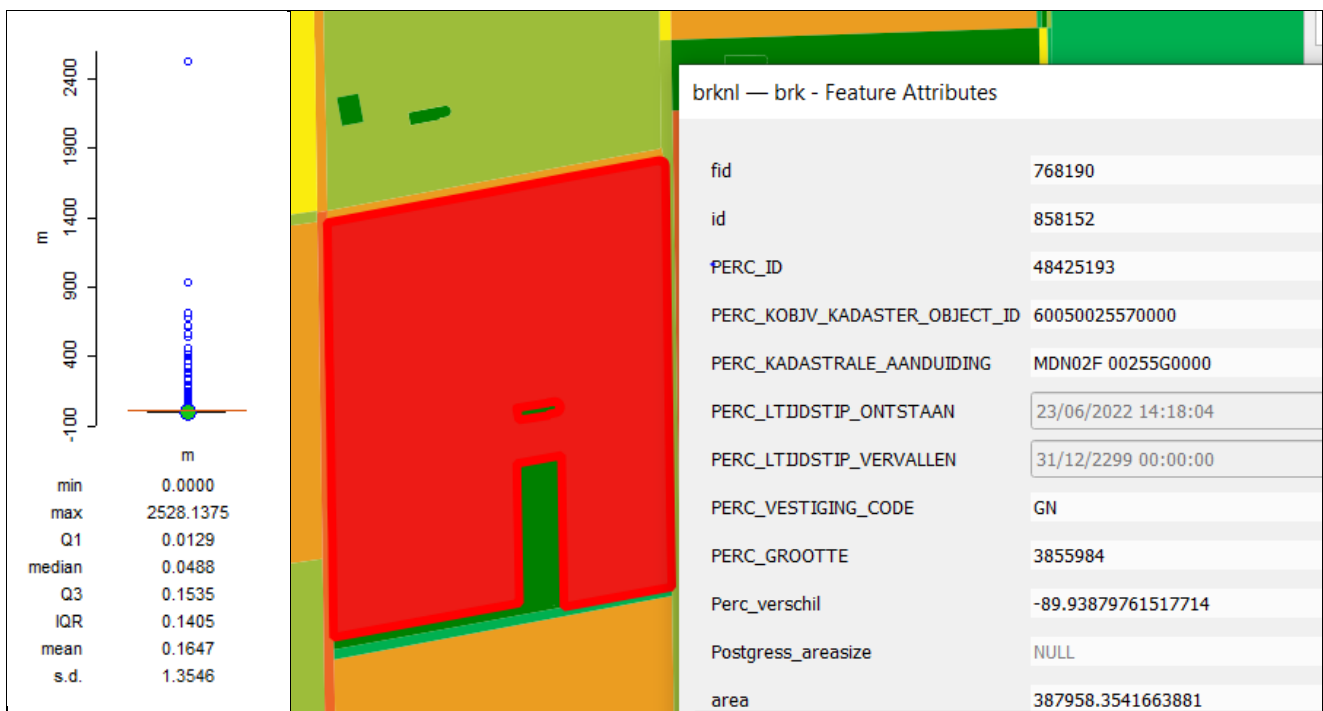 2400
1900
1400
900
400
-100
m
m
min 0.0000
max 2528.1375
Q1 0.0129
median 0.0488
Q3 0.1535
IQR 0.1405
mean 0.1647
s.d. 1.3546
brknl — brk - Feature Attributes
fid 768190
id 858152
PERC_ID 48425193
PERC_KOBJV_KADASTER_OBJECT_ID 60050025570000
PERC_KADASTRALE_AANDUIDING MDN02F 00255G0000
PERC_LTIJDSTIP_ONTSTAAN 23/06/2022 14:18:04
PERC_LTIJDSTIP_VERVALLEN 31/12/2299 00:00:00
PERC_VESTIGING_CODE GN
PERC_GROOTTE 3855984
Perc_verschil -89.93879761517714
Postgress_areasize NULL
area 387958.3541663881